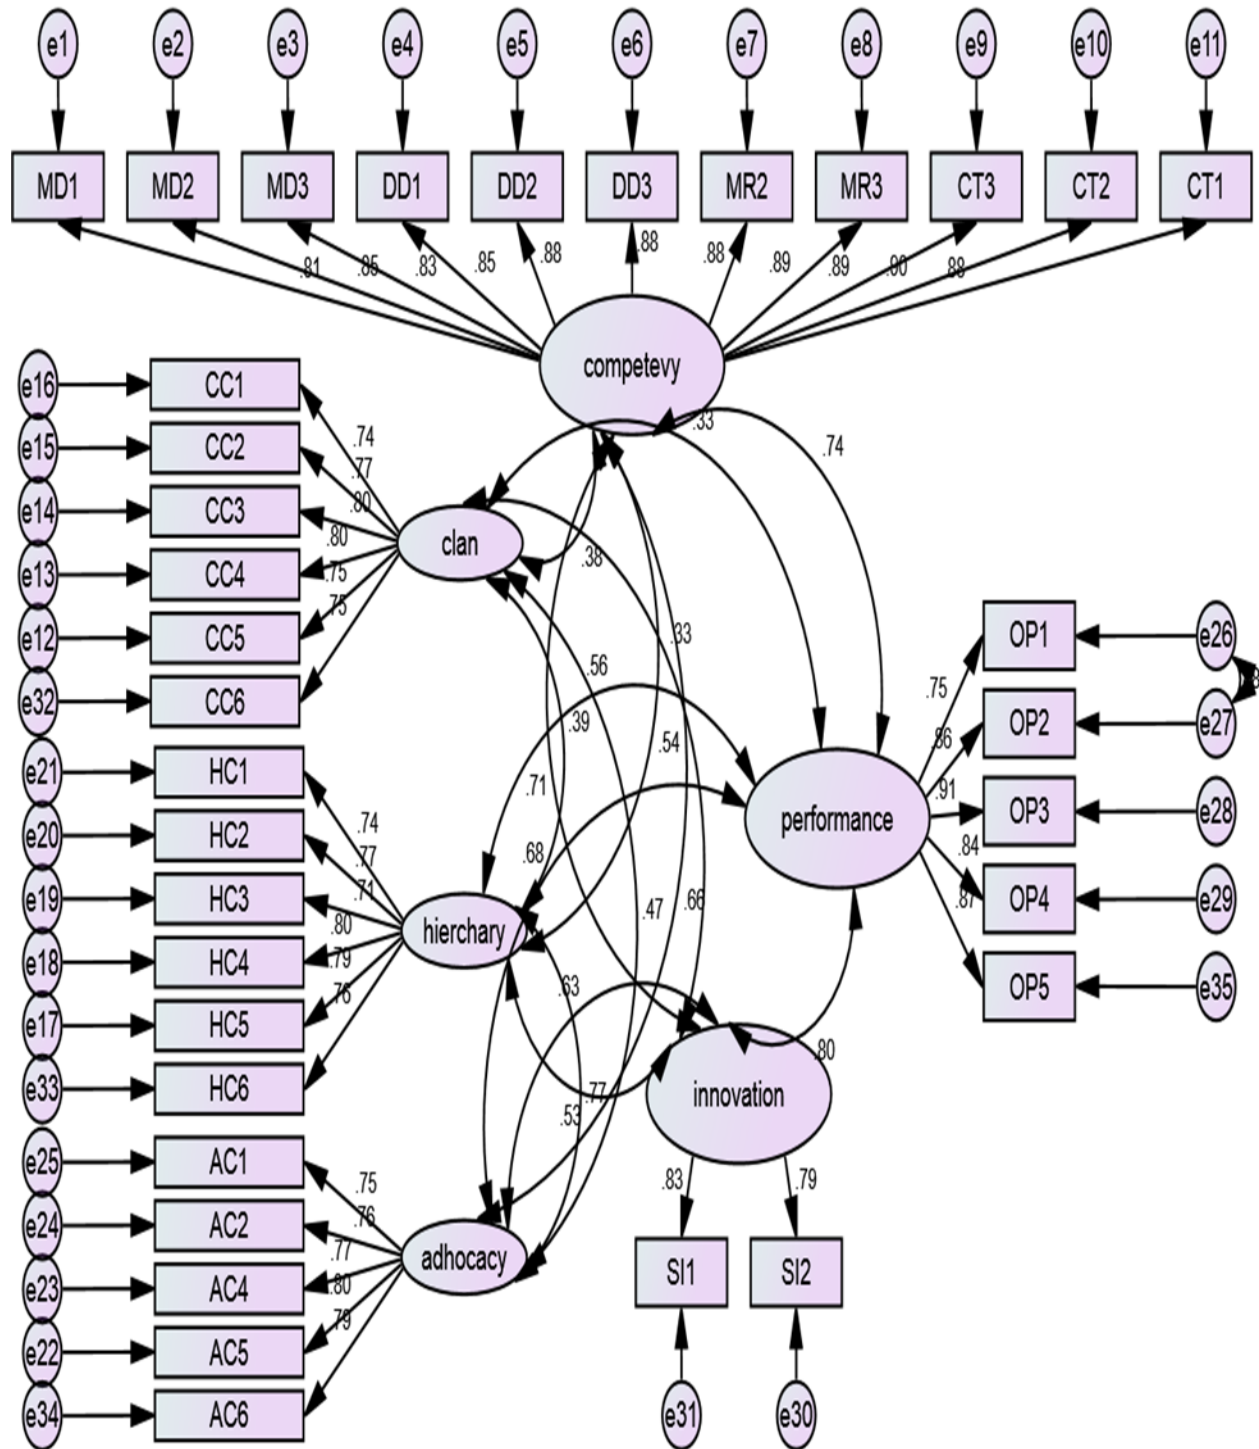 e1 e2 e3 e4 e5 e6 e7 e8 e9 e10 e11
MD1 MD2 MD3 DD1 DD2 DD3 MR2 MR3 CT3 CT2 CT1
.81 .85 .83 .85 .88 .88 .88 .89 .89 .90 .88
competevy
e16 CC1
.33
.74
.74
e15 CC2
.77
e14 CC3
.80
.80
clan
.38
e13 CC4
.75
e12 CC5
.75
.33
OP1 e26
.56
e32 CC6
.75
.39
OP2 e27
.86
.54
e21 HC1
.71
.91
performance
OP3 e28
.74
e20 HC2
.77
.68
.84
e19 HC3
.71
.87
OP4 e29
.80
hierchary
.47
.66
e18 HC4
.79
e17 HC5
.76
.63
OP5 e35
e33 HC6
.80
.77
.53
innovation
e25 AC1
.75
.83
.79
e24 AC2
.76
.77
adhocacy
e23 AC4
.80
SI1 SI2
e22 AC5
.79
e34 AC6
e31 e30